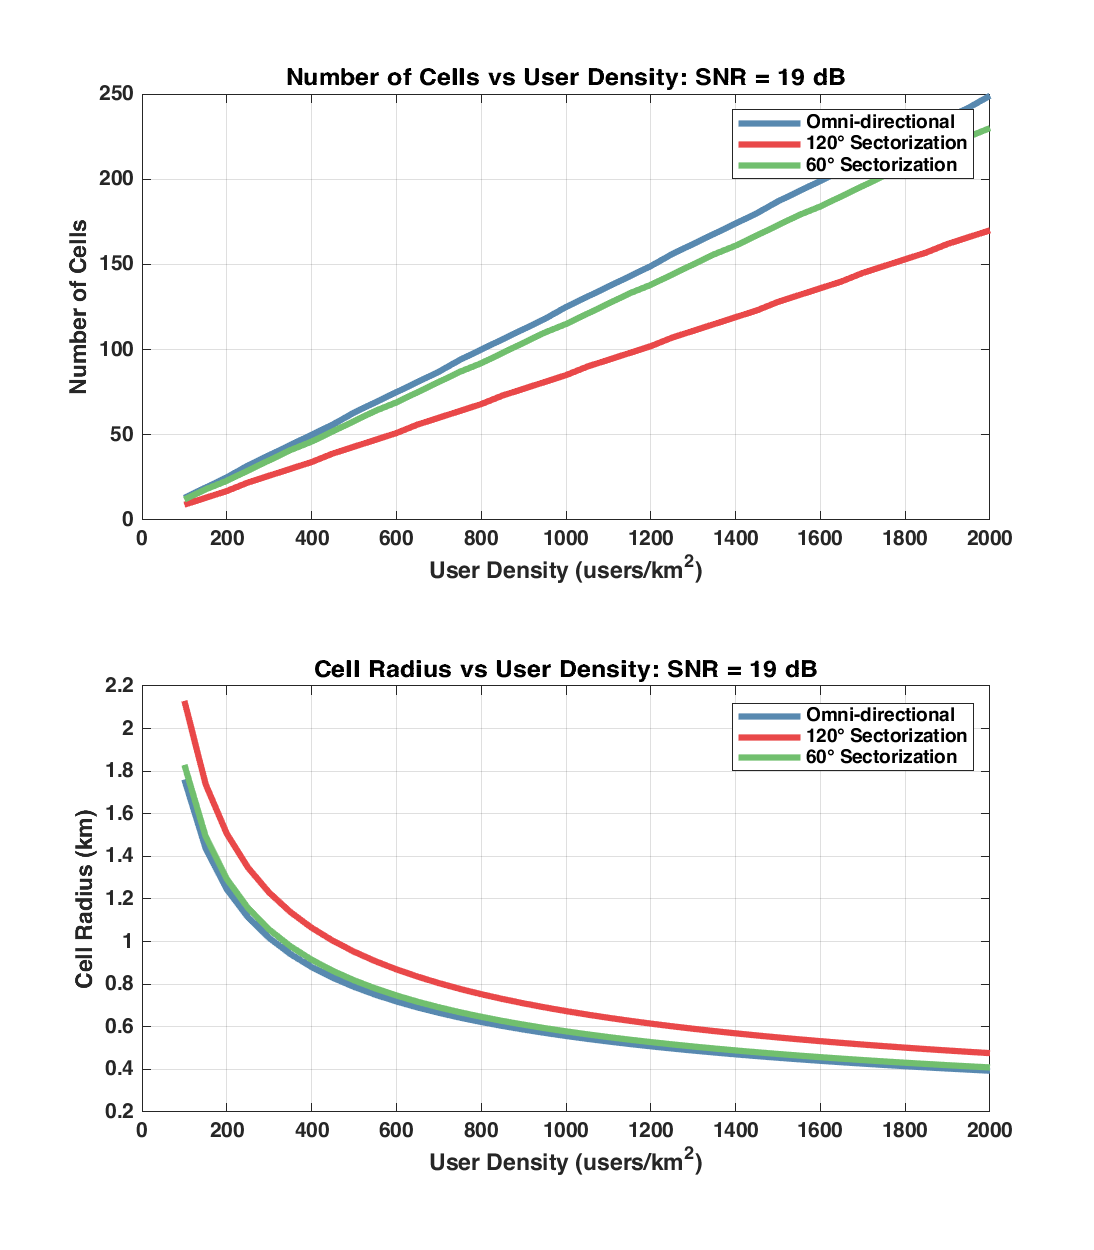 Number of Cells vs User Density: SNR = 19 dB
250
200
150
100
50
0
Number of Cells
Omni-directional
120° Sectorization
60° Sectorization
0 200 400 600 800 1000 1200 1400 1600 1800 2000
User Density (users/km²)
Cell Radius vs User Density: SNR = 19 dB
2.2
2
1.8
1.6
1.4
1.2
1
0.8
0.6
0.4
0.2
Cell Radius (km)
Omni-directional
120° Sectorization
60° Sectorization
0 200 400 600 800 1000 1200 1400 1600 1800 2000
User Density (users/km²)